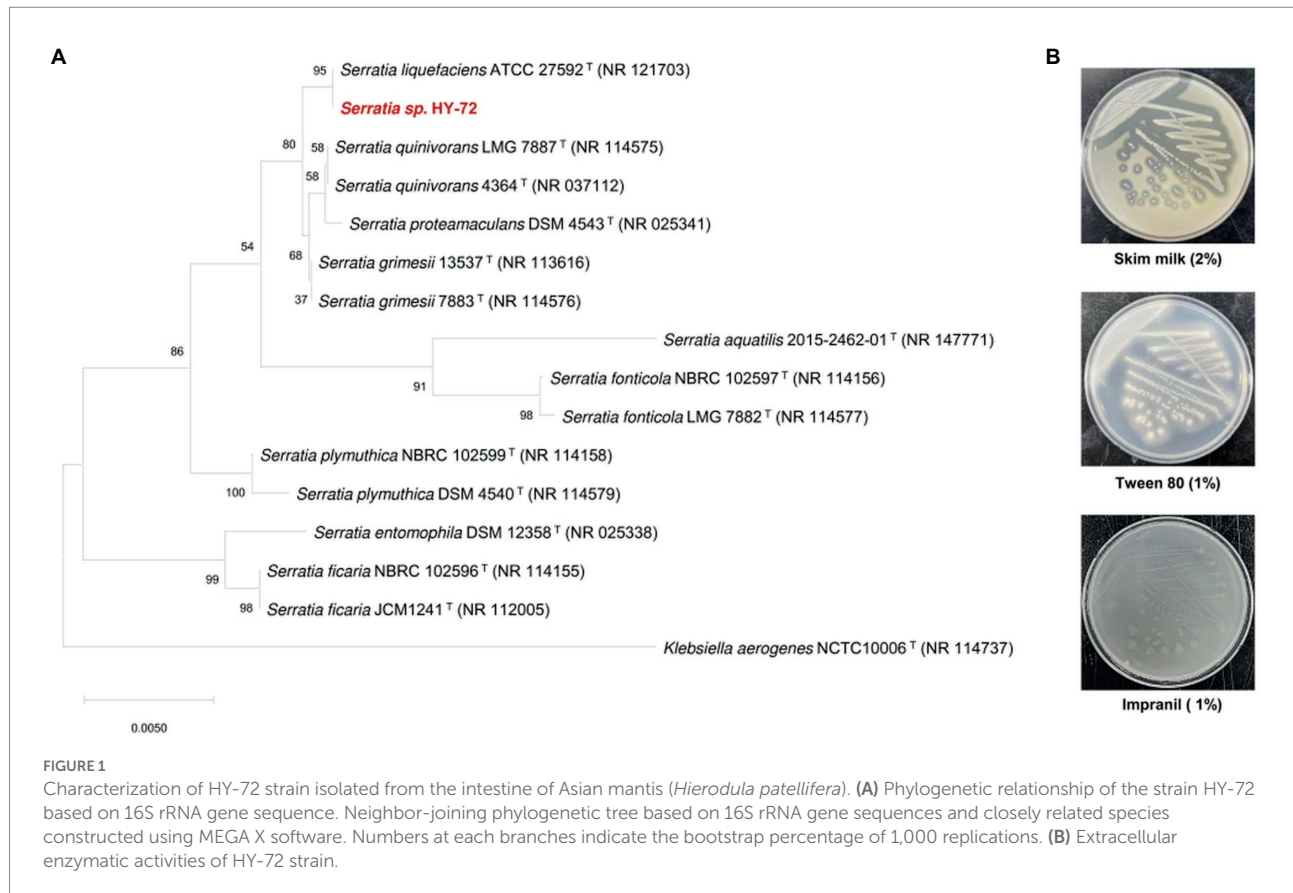 A
95
Serratia liquefaciens ATCC 27592 T (NR 121703)
Serratia sp. HY-72
80
58
Serratia quinivorans LMG 7887 T (NR 114575)
58
Serratia quinivorans 4364 T (NR 037112)
Serratia proteamaculans DSM 4543 T (NR 025341)
54
68
Serratia grimesii 13537 T (NR 113616)
37
Serratia grimesii 7883 T (NR 114576)
Serratia aquatilis 2015-2462-01 T (NR 147771)
86
91
Serratia fonticola NBRC 102597 T (NR 114156)
98
Serratia fonticola LMG 7882 T (NR 114577)
Serratia plymuthica NBRC 102599 T (NR 114158)
100
Serratia plymuthica DSM 4540 T (NR 114579)
Serratia entomophila DSM 12358 T (NR 025338)
99
Serratia ficaria NBRC 102596 T (NR 114155)
98
Serratia ficaria JCM1241 T (NR 112005)
Klebsiella aerogenes NCTC10006 T (NR 114737)
0.0050
B
Skim milk (2%)
Tween 80 (1%)
Impranil ( 1%)
FIGURE 1
Characterization of HY-72 strain isolated from the intestine of Asian mantis (Hierodula patellifera). (A) Phylogenetic relationship of the strain HY-72
based on 16S rRNA gene sequence. Neighbor-joining phylogenetic tree based on 16S rRNA gene sequences and closely related species
constructed using MEGA X software. Numbers at each branches indicate the bootstrap percentage of 1,000 replications. (B) Extracellular
enzymatic activities of HY-72 strain.